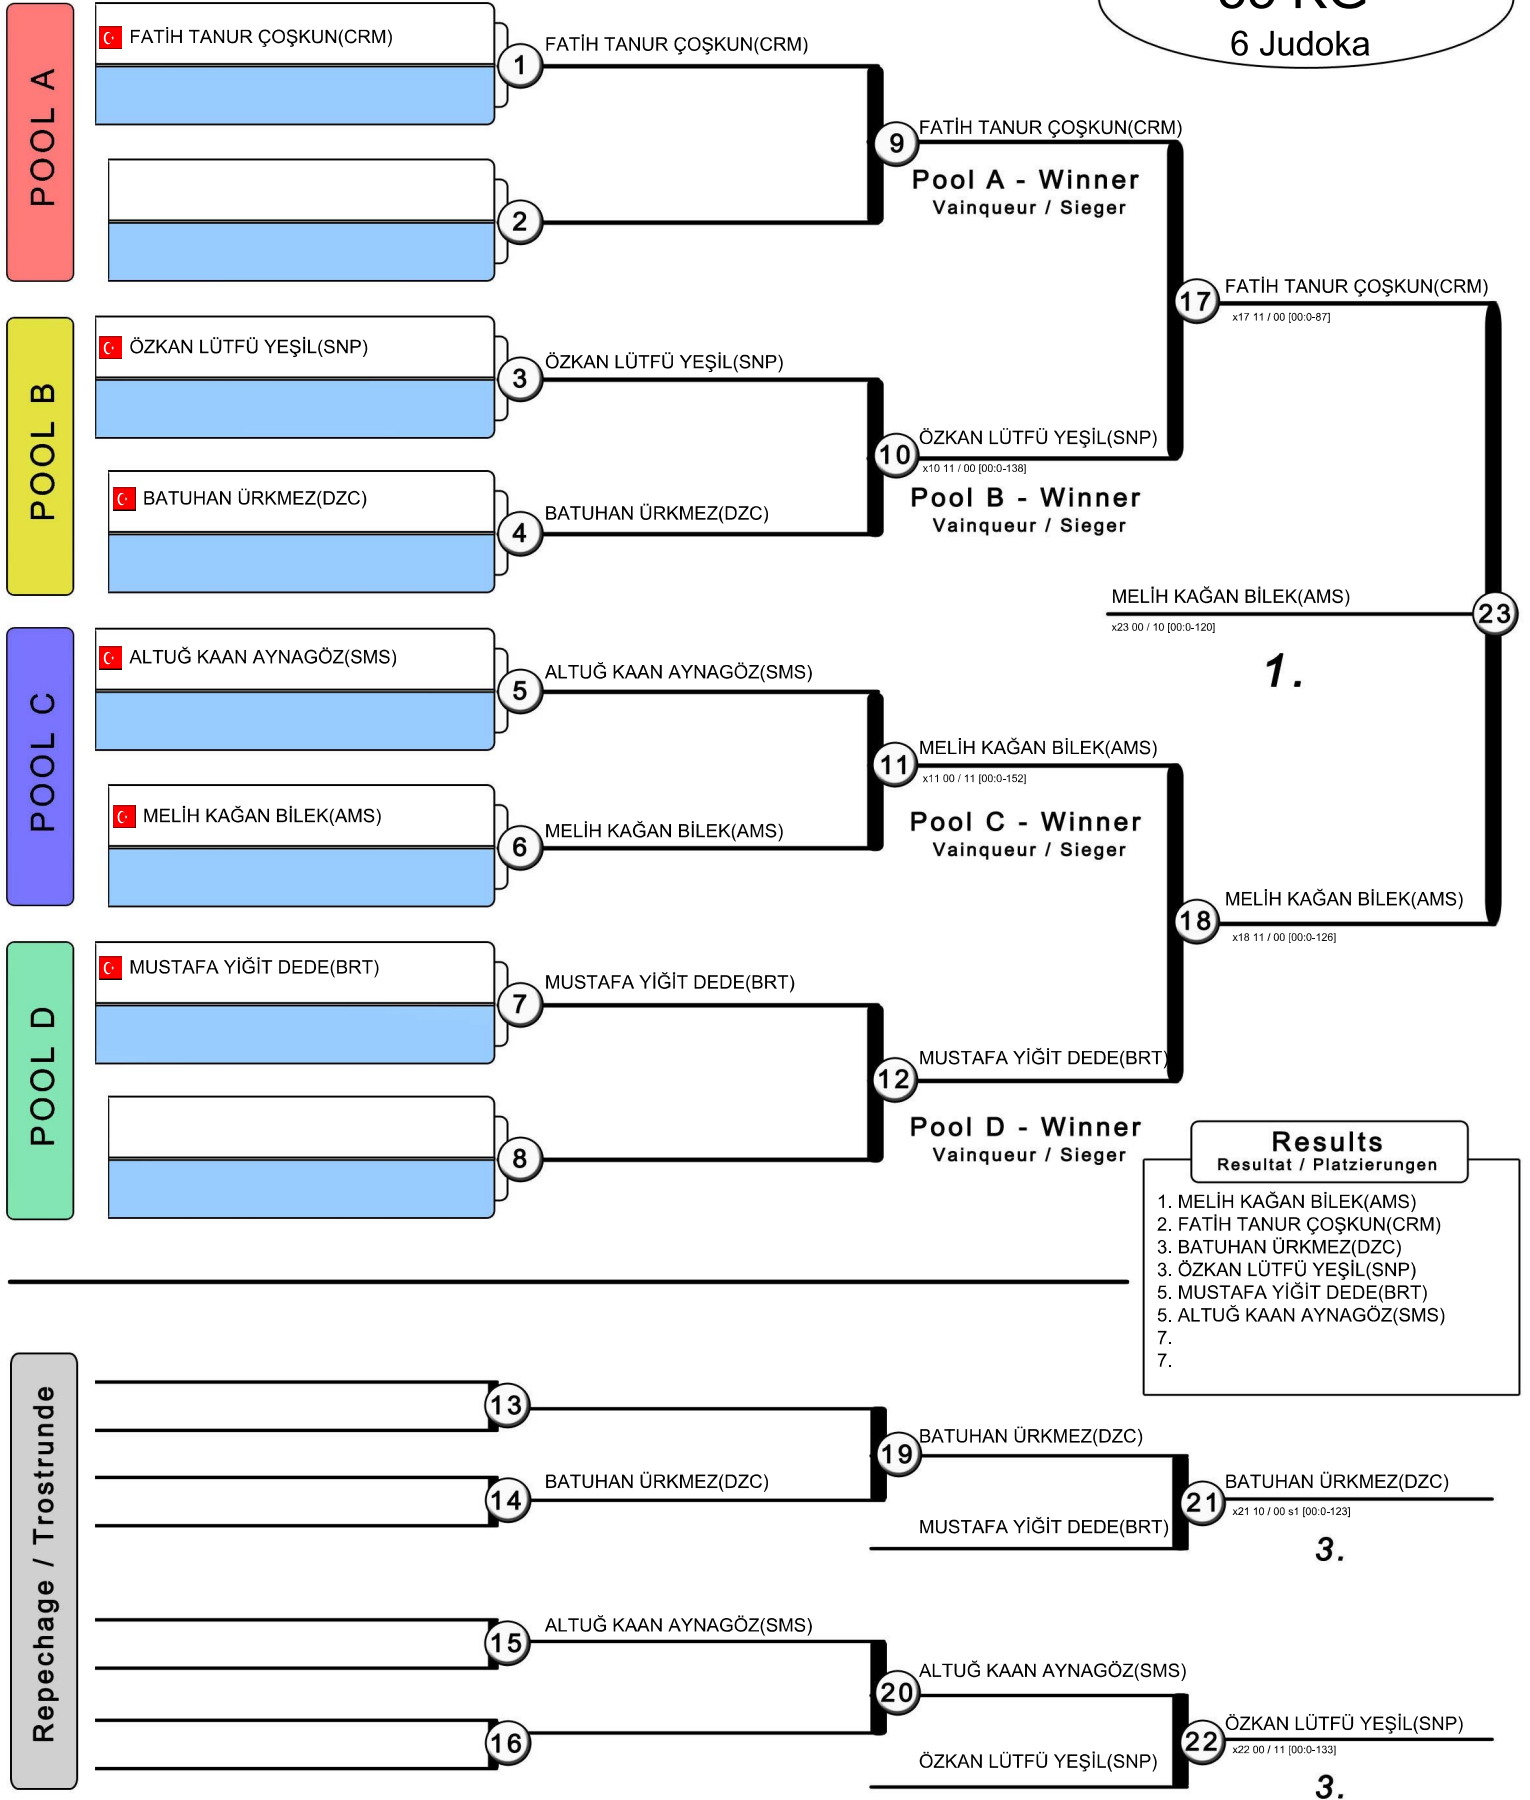 6 Judoka
POOL A
FATİH TANUR ÇOŞKUN(CRM)
1
FATİH TANUR ÇOŞKUN(CRM)
2
9
FATİH TANUR ÇOŞKUN(CRM)
Pool A - Winner
Vainqueur / Sieger
17
FATİH TANUR ÇOŞKUN(CRM)
x17 11 / 00 [00:0-87]
POOL B
ÖZKAN LÜTFÜ YEŞİL(SNP)
3
ÖZKAN LÜTFÜ YEŞİL(SNP)
BATUHAN ÜRKMEZ(DZC)
4
BATUHAN ÜRKMEZ(DZC)
10
ÖZKAN LÜTFÜ YEŞİL(SNP)
x10 11 / 00 [00:0-138]
Pool B - Winner
Vainqueur / Sieger
MELİH KAĞAN BİLEK(AMS)
23
x23 00 / 10 [00:0-120]
1.
POOL C
ALTUĞ KAAN AYNAGÖZ(SMS)
5
ALTUĞ KAAN AYNAGÖZ(SMS)
MELİH KAĞAN BİLEK(AMS)
6
MELİH KAĞAN BİLEK(AMS)
11
MELİH KAĞAN BİLEK(AMS)
x11 00 / 11 [00:0-152]
Pool C - Winner
Vainqueur / Sieger
18
MELİH KAĞAN BİLEK(AMS)
x18 11 / 00 [00:0-126]
POOL D
MUSTAFA YİĞİT DEDE(BRT)
7
MUSTAFA YİĞİT DEDE(BRT)
8
12
MUSTAFA YİĞİT DEDE(BRT)
Pool D - Winner
Vainqueur / Sieger
Results
Resultat / Platzierungen
1. MELİH KAĞAN BİLEK(AMS)
2. FATİH TANUR ÇOŞKUN(CRM)
3. BATUHAN ÜRKMEZ(DZC)
3. ÖZKAN LÜTFÜ YEŞİL(SNP)
5. MUSTAFA YİĞİT DEDE(BRT)
5. ALTUĞ KAAN AYNAGÖZ(SMS)
7.
7.
Repechage / Trostrunde
13
14
BATUHAN ÜRKMEZ(DZC)
19
BATUHAN ÜRKMEZ(DZC)
MUSTAFA YİĞİT DEDE(BRT)
21
BATUHAN ÜRKMEZ(DZC)
x21 10 / 00 s1 [00:0-123]
3.
15
ALTUĞ KAAN AYNAGÖZ(SMS)
16
20
ALTUĞ KAAN AYNAGÖZ(SMS)
ÖZKAN LÜTFÜ YEŞİL(SNP)
22
ÖZKAN LÜTFÜ YEŞİL(SNP)
x22 00 / 11 [00:0-133]
3.